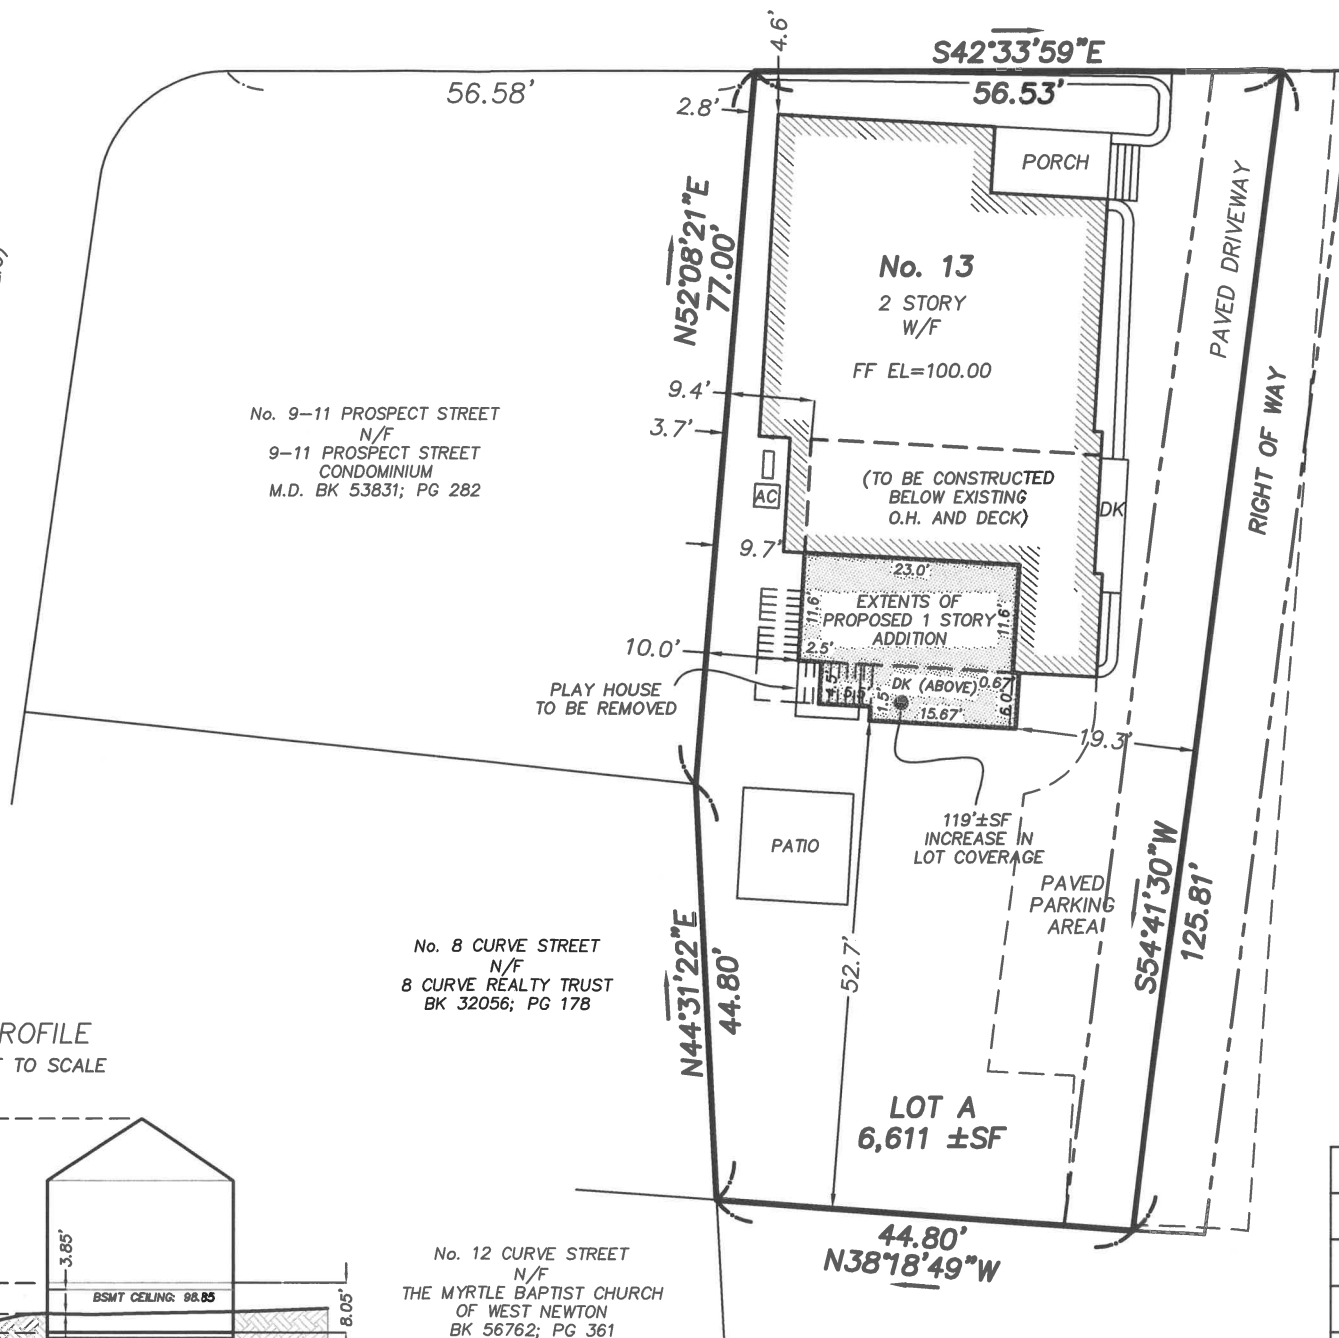 4.6'
S42°33'59"E
56.58'
56.53'
2.8'
PORCH
PAVED DRIVEWAY
N52°08'21"E
77.00'
No. 13
2 STORY
W/F
FF EL=100.00
RIGHT OF WAY
9.4'
3.7'
No. 9-11 PROSPECT STREET
N/F
9-11 PROSPECT STREET
CONDOMINIUM
M.D. BK 53831; PG 282
(TO BE CONSTRUCTED
BELOW EXISTING
O.H. AND DECK)
AC
DK
9.7'
23.0'
11.6'
EXTENTS OF
PROPOSED 1 STORY
ADDITION
11.6'
10.0'
2.5'
DK (ABOVE)
0.67'
1.5'
15.67'
6.0'
PLAY HOUSE
TO BE REMOVED
19.3'
119'±SF
INCREASE IN
LOT COVERAGE
PATIO
PAVED
PARKING
AREA
S54°41'30"W
125.81'
52.7'
No. 8 CURVE STREET
N/F
8 CURVE REALTY TRUST
BK 32056; PG 178
N44°31'22"E
44.80'
ROFILE
TO SCALE
LOT A
6,611 ±SF
44.80'
N38°18'49"W
3.85'
BSMT CEILING: 98.85
8.05'
No. 12 CURVE STREET
N/F
THE MYRTLE BAPTIST CHURCH
OF WEST NEWTON
BK 56762; PG 361